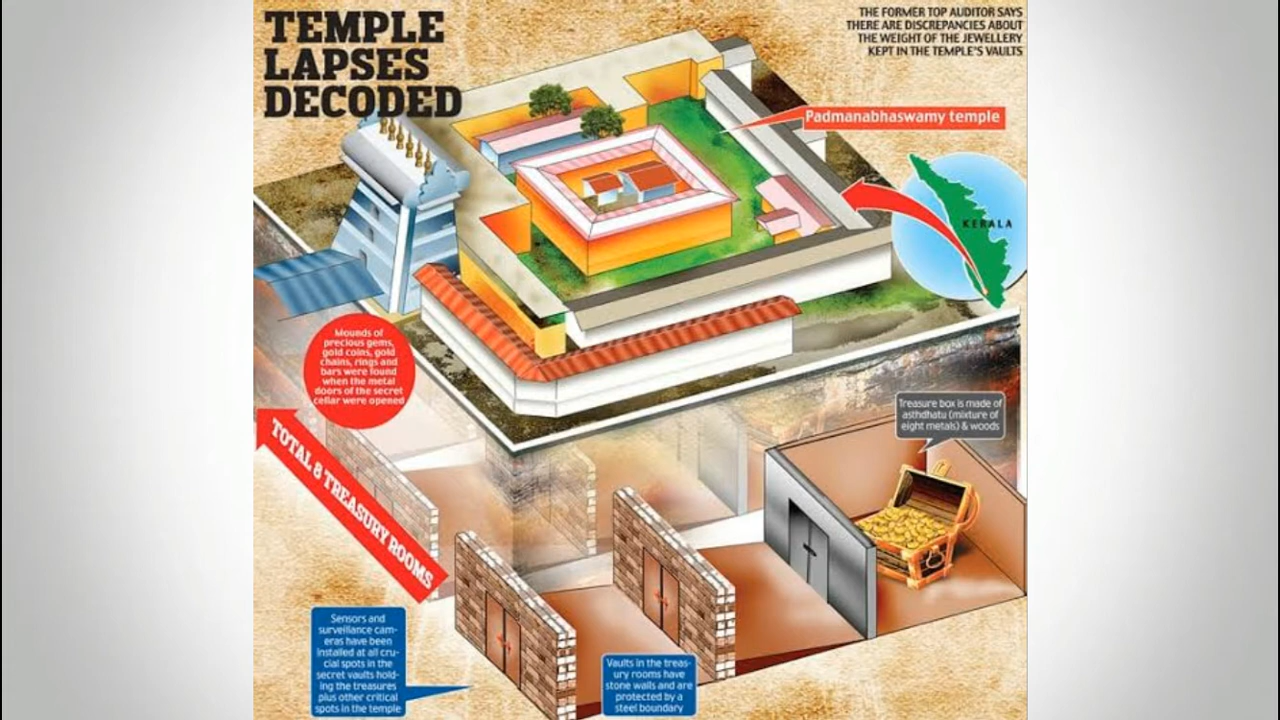 TEMPLE
LAPSES
DECODED
THE FORMER TOP AUDITOR SAYS
THERE ARE DISCREPANCIES ABOUT
THE WEIGHT OF THE JEWELLERY
KEPT IN THE TEMPLE'S VAULTS
Padmanabhaswamy temple
KERALA
Mounds of
precious gems,
gold coins, gold
chains, rings and
bars were found
when the metal
doors of the secret
cellar were opened
TOTAL 8 TREASURY ROOMS
Treasure box is made of
asthdhatu (mixture of
eight metals) & woods
Sensors and
surveillance cam-
eras have been
installed at all cru-
cial spots in the
secret vaults hold-
ing the treasures
plus other critical
spots in the temple
Vaults in the treas-
ury rooms have
stone walls and are
protected by a
steel boundary